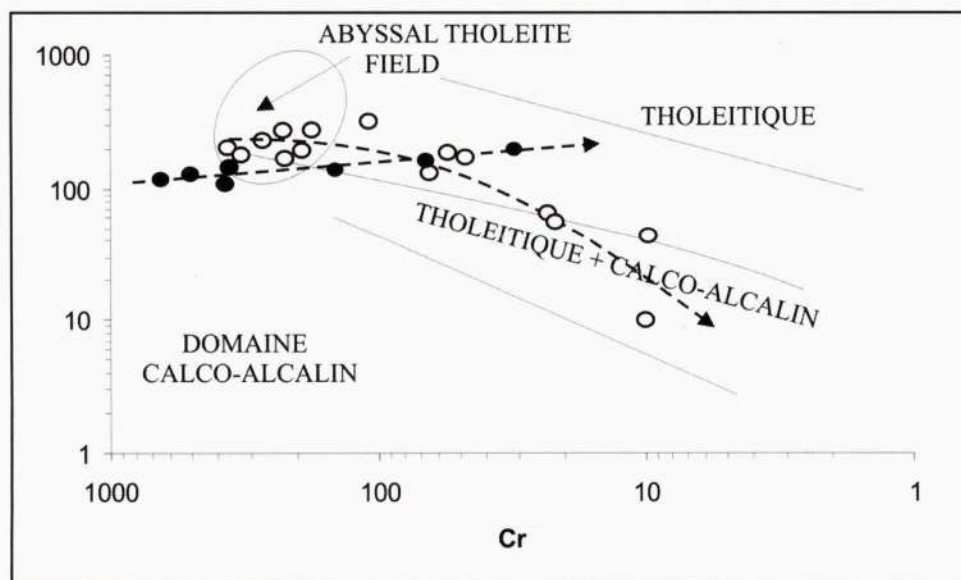 ABYSSAL THOLEITE
FIELD
1000
THOLEITIQUE
100
THOLEITIQUE + CALCO-ALCALIN
10
DOMAINE
CALCO-ALCALIN
1
1000 100 10 1
Cr